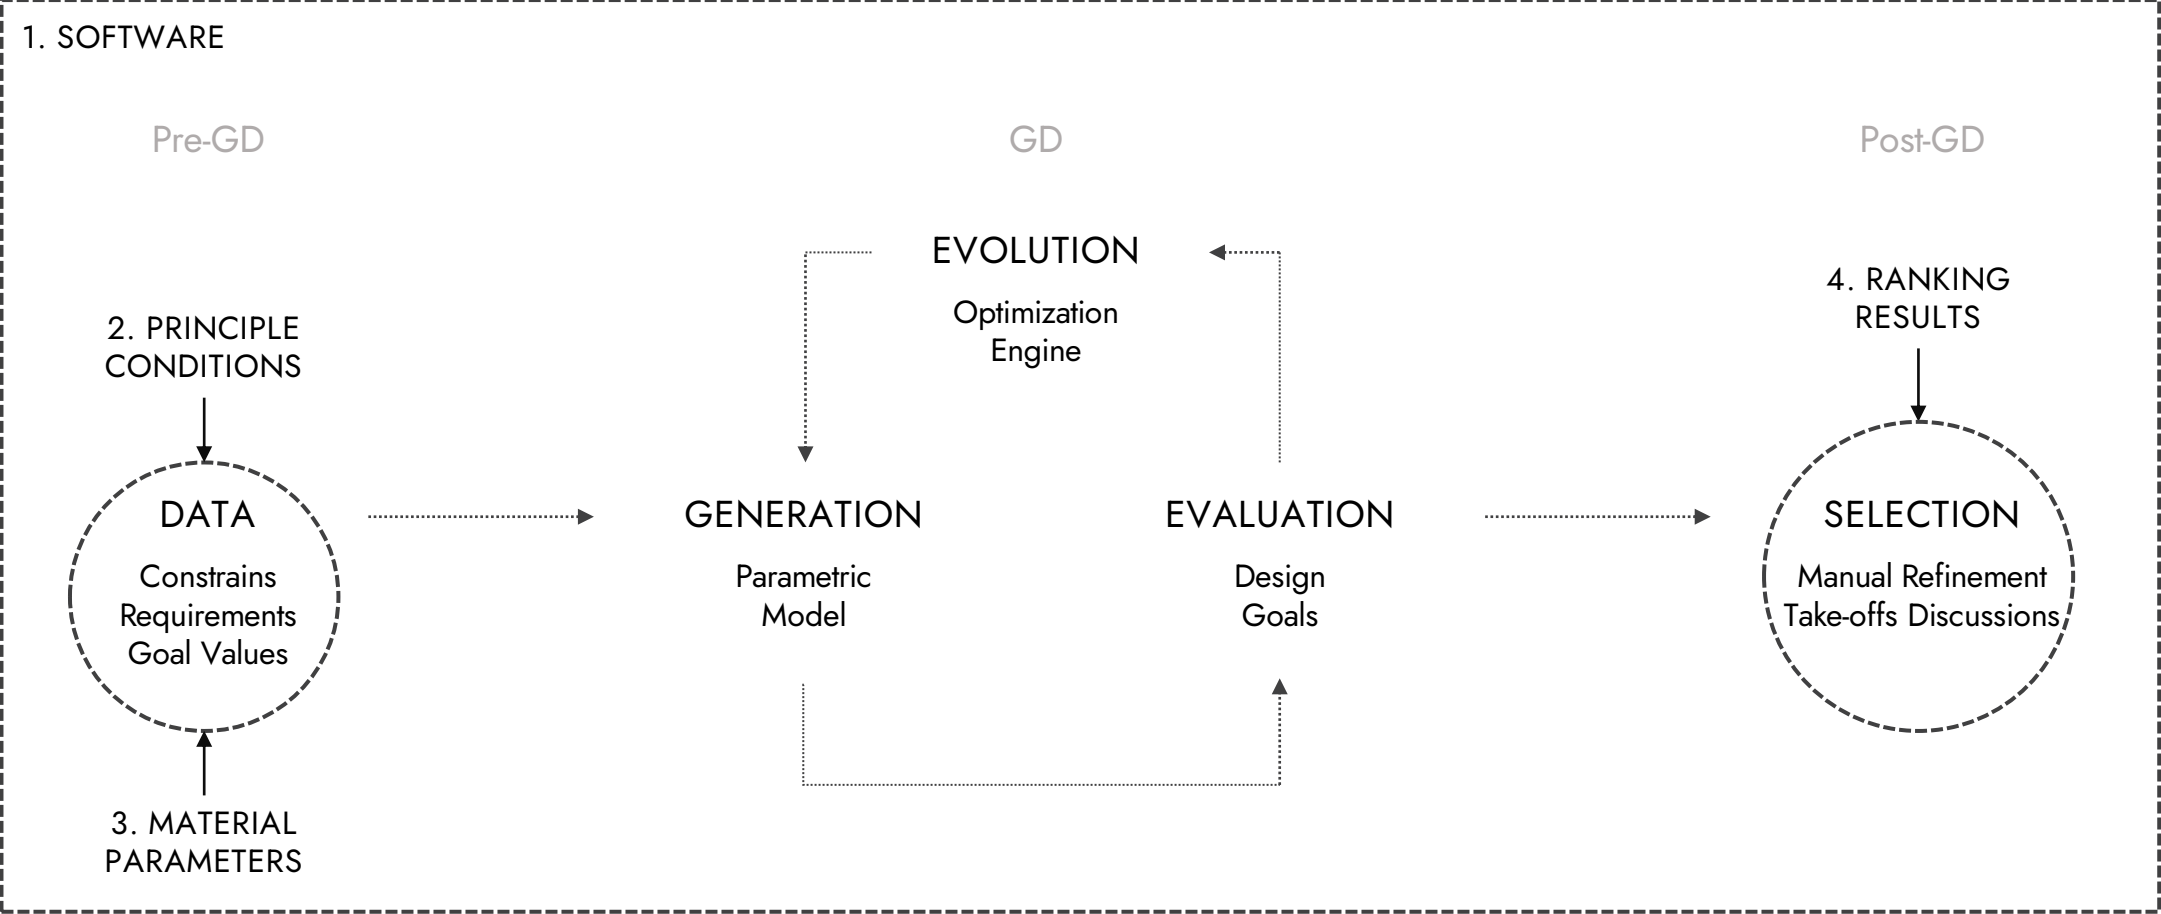 1. SOFTWARE
Pre-GD
GD
Post-GD
2. PRINCIPLE
CONDITIONS
DATA
Constrains
Requirements
Goal Values
3. MATERIAL
PARAMETERS
EVOLUTION
Optimization
Engine
GENERATION
Parametric
Model
EVALUATION
Design
Goals
4. RANKING
RESULTS
SELECTION
Manual Refinement
Take-offs Discussions